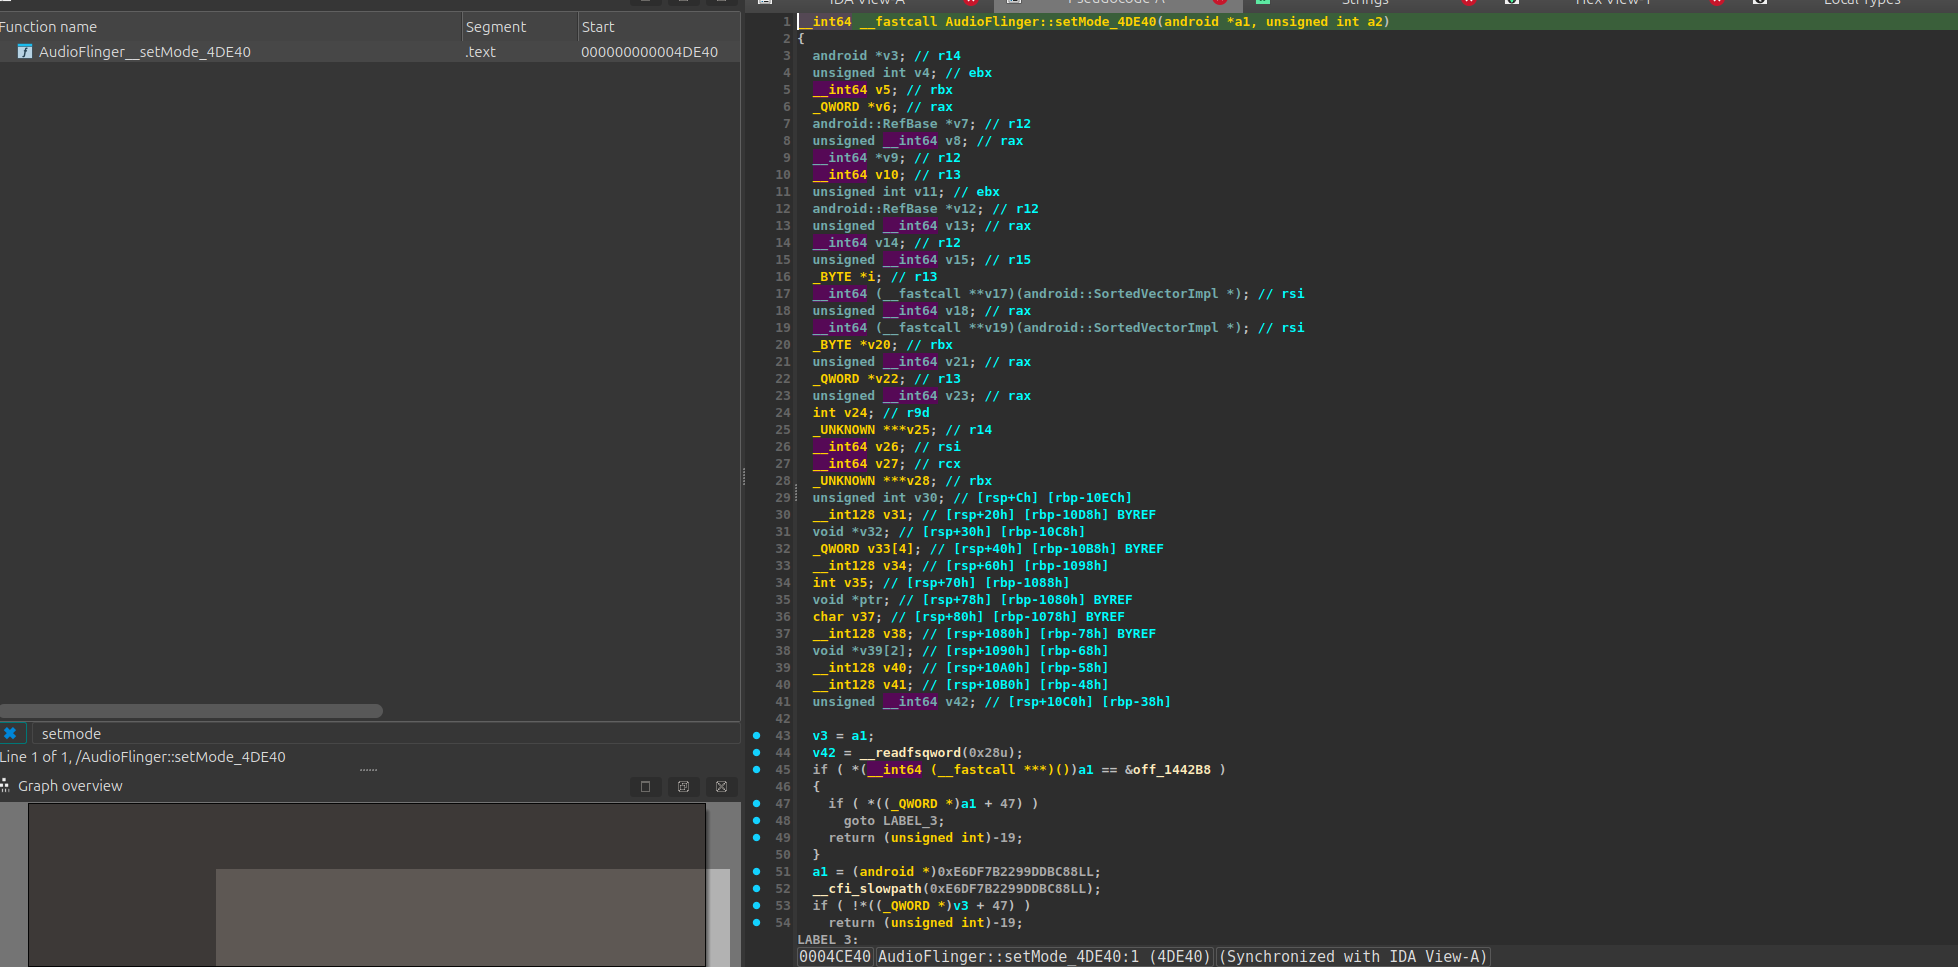 IDA View-A Pseudocode-A Strings Hex View-1 Local Types
Function name Segment Start
AudioFlinger__setMode_4DE40 .text 000000000004DE40
setmode
Line 1 of 1, /AudioFlinger::setMode_4DE40
Graph overview
1 __int64 __fastcall AudioFlinger::setMode_4DE40(android *a1, unsigned int a2)
2 {
3 android *v3; // r14
4 unsigned int v4; // ebx
5 __int64 v5; // rbx
6 _QWORD *v6; // rax
7 android::RefBase *v7; // r12
8 unsigned __int64 v8; // rax
9 __int64 *v9; // r12
10 __int64 v10; // r13
11 unsigned int v11; // ebx
12 android::RefBase *v12; // r12
13 unsigned __int64 v13; // rax
14 __int64 v14; // r12
15 unsigned __int64 v15; // r15
16 _BYTE *i; // r13
17 __int64 (__fastcall **v17)(android::SortedVectorImpl *); // rsi
18 unsigned __int64 v18; // rax
19 __int64 (__fastcall **v19)(android::SortedVectorImpl *); // rsi
20 _BYTE *v20; // rbx
21 unsigned __int64 v21; // rax
22 _QWORD *v22; // r13
23 unsigned __int64 v23; // rax
24 int v24; // r9d
25 _UNKNOWN ***v25; // r14
26 __int64 v26; // rsi
27 __int64 v27; // rcx
28 _UNKNOWN ***v28; // rbx
29 unsigned int v30; // [rsp+Ch] [rbp-10ECh]
30 __int128 v31; // [rsp+20h] [rbp-10D8h] BYREF
31 void *v32; // [rsp+30h] [rbp-10C8h]
32 _QWORD v33[4]; // [rsp+40h] [rbp-10B8h] BYREF
33 __int128 v34; // [rsp+60h] [rbp-1098h]
34 int v35; // [rsp+70h] [rbp-1088h]
35 void *ptr; // [rsp+78h] [rbp-1080h] BYREF
36 char v37; // [rsp+80h] [rbp-1078h] BYREF
37 __int128 v38; // [rsp+1080h] [rbp-78h] BYREF
38 void *v39[2]; // [rsp+1090h] [rbp-68h]
39 __int128 v40; // [rsp+10A0h] [rbp-58h]
40 __int128 v41; // [rsp+10B0h] [rbp-48h]
41 unsigned __int64 v42; // [rsp+10C0h] [rbp-38h]
42
43 v3 = a1;
44 v42 = __readfsqword(0x28u);
45 if ( *(__int64 (__fastcall ***)())a1 == &off_1442B8 )
46 {
47 if ( *((_QWORD *)a1 + 47) )
48 goto LABEL_3;
49 return (unsigned int)-19;
50 }
51 a1 = (android *)0xE6DF7B2299DDBC88LL;
52 __cfi_slowpath(0xE6DF7B2299DDBC88LL);
53 if ( !*((_QWORD *)v3 + 47) )
54 return (unsigned int)-19;
LABEL_3:
0004CE40 AudioFlinger::setMode_4DE40:1 (4DE40) (Synchronized with IDA View-A)